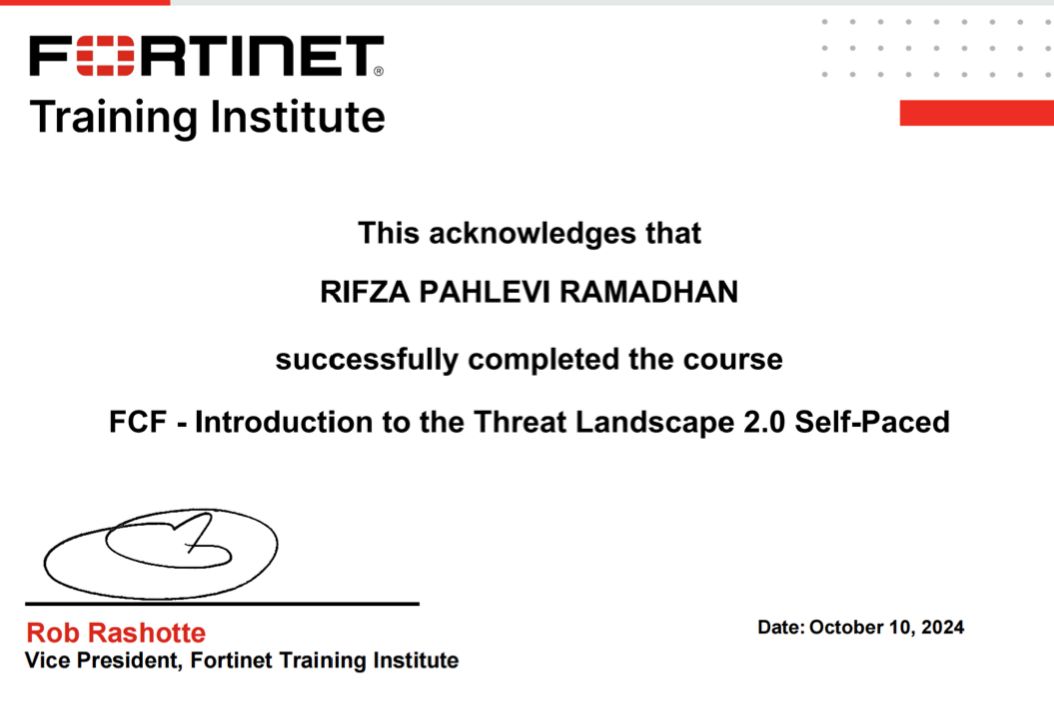 FORTINET®
Training Institute
This acknowledges that
RIFZA PAHLEVI RAMADHAN
successfully completed the course
FCF - Introduction to the Threat Landscape 2.0 Self-Paced
Rob Rashotte
Vice President, Fortinet Training Institute
Date: October 10, 2024